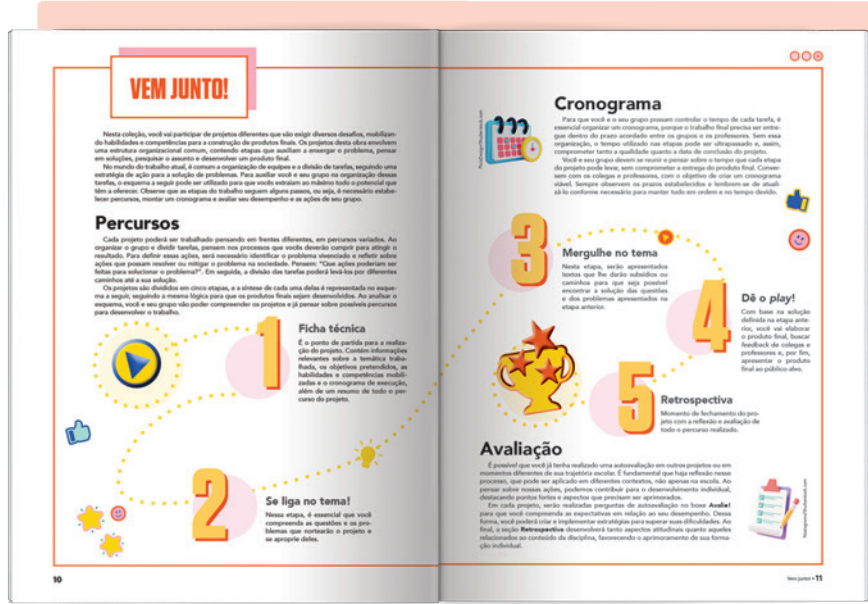 VEM JUNTO!
Nesta coleção, você vai participar de projetos diferentes que vão exigir diversos desafios, mobilizan-
do habilidades e competências para a construção de produtos finais. Os projetos desta obra envolvem
uma estrutura organizacional comum, contendo etapas que auxiliam a enxergar o problema, pensar
em soluções, pesquisar o assunto e desenvolver um produto final.
No mundo do trabalho atual, é comum a organização de equipes e a divisão de tarefas, seguindo uma
estratégia de ação para a solução de problemas. Para auxiliar você e seu grupo na organização dessas
tarefas, o esquema a seguir pode ser utilizado para que vocês extraiam ao máximo todo o potencial que
têm a oferecer. Observe que as etapas do trabalho seguem alguns passos, ou seja, é necessário estabe-
lecer percursos, montar um cronograma e avaliar seu desempenho e as ações de seu grupo.
Percursos
Cada projeto poderá ser trabalhado pensando em frentes diferentes, em percursos variados. Ao
organizar o grupo e dividir tarefas, pensem nos processos que vocês deverão cumprir para atingir o
resultado. Para definir essas ações, será necessário identificar o problema vivenciado e refletir sobre
ações que possam resolver ou mitigar o problema na sociedade. Pensem: "Que ações poderiam ser
feitas para solucionar o problema?". Em seguida, a divisão das tarefas poderá levá-los por diferentes
caminhos até a sua solução.
Os projetos são divididos em cinco etapas, e a síntese de cada uma delas é representada no esque-
ma a seguir, seguindo a mesma lógica para que os produtos finais sejam desenvolvidos. Ao analisar o
esquema, você e seu grupo vão poder compreender os projetos e já pensar sobre possíveis percursos
para desenvolver o trabalho.
1
Ficha técnica
É o ponto de partida para a realiza-
ção do projeto. Contém informações
relevantes sobre a temática traba-
lhada, os objetivos pretendidos, as
habilidades e competências mobili-
zadas e o cronograma de execução,
além de um resumo de todo o per-
curso do projeto.
2
Se liga no tema!
Nessa etapa, é essencial que você
compreenda as questões e os pro-
blemas que nortearão o projeto e
se aproprie deles.
10
Cronograma
Para que você e o seu grupo possam controlar o tempo de cada tarefa, é
essencial organizar um cronograma, porque o trabalho final precisa ser entre-
gue dentro do prazo acordado entre os grupos e os professores. Sem essa
organização, o tempo utilizado nas etapas pode ser ultrapassado e, assim,
comprometer tanto a qualidade quanto a data de conclusão do projeto.
Você e seu grupo devem se reunir e pensar sobre o tempo que cada etapa
do projeto pode levar, sem comprometer a entrega do produto final. Conver-
sem com os colegas e professores, com o objetivo de criar um cronograma
viável. Sempre observem os prazos estabelecidos e lembrem-se de atuali-
zá-lo conforme necessário para manter tudo em ordem e no tempo devido.
3
Mergulhe no tema
Nesta etapa, serão apresentados
textos que lhe darão subsídios ou
caminhos para que seja possível
encontrar a solução das questões
e dos problemas apresentados na
etapa anterior.
4
Dê o play!
Com base na solução
definida na etapa ante-
rior, você vai elaborar
o produto final, buscar
feedback de colegas e
professores e, por fim,
apresentar o produto
final ao público-alvo.
5
Retrospectiva
Momento de fechamento do pro-
jeto com a reflexão e avaliação de
todo o percurso realizado.
Avaliação
É possível que você já tenha realizado uma autoavaliação em outros projetos ou em
momentos diferentes de sua trajetória escolar. É fundamental que haja reflexão nesse
processo, que pode ser aplicado em diferentes contextos, não apenas na escola. Ao
pensar sobre nossas ações, podemos contribuir para o desenvolvimento individual,
destacando pontos fortes e aspectos que precisam ser aprimorados.
Em cada projeto, serão realizadas perguntas de autoavaliação no boxe Avalie!
para que você compreenda as expectativas em relação ao seu desempenho. Dessa
forma, você poderá criar e implementar estratégias para superar suas dificuldades. Ao
final, a seção Retrospectiva desenvolverá tanto aspectos atitudinais quanto aqueles
relacionados ao conteúdo da disciplina, favorecendo o aprimoramento de sua forma-
ção individual.
Vem junto! • 11